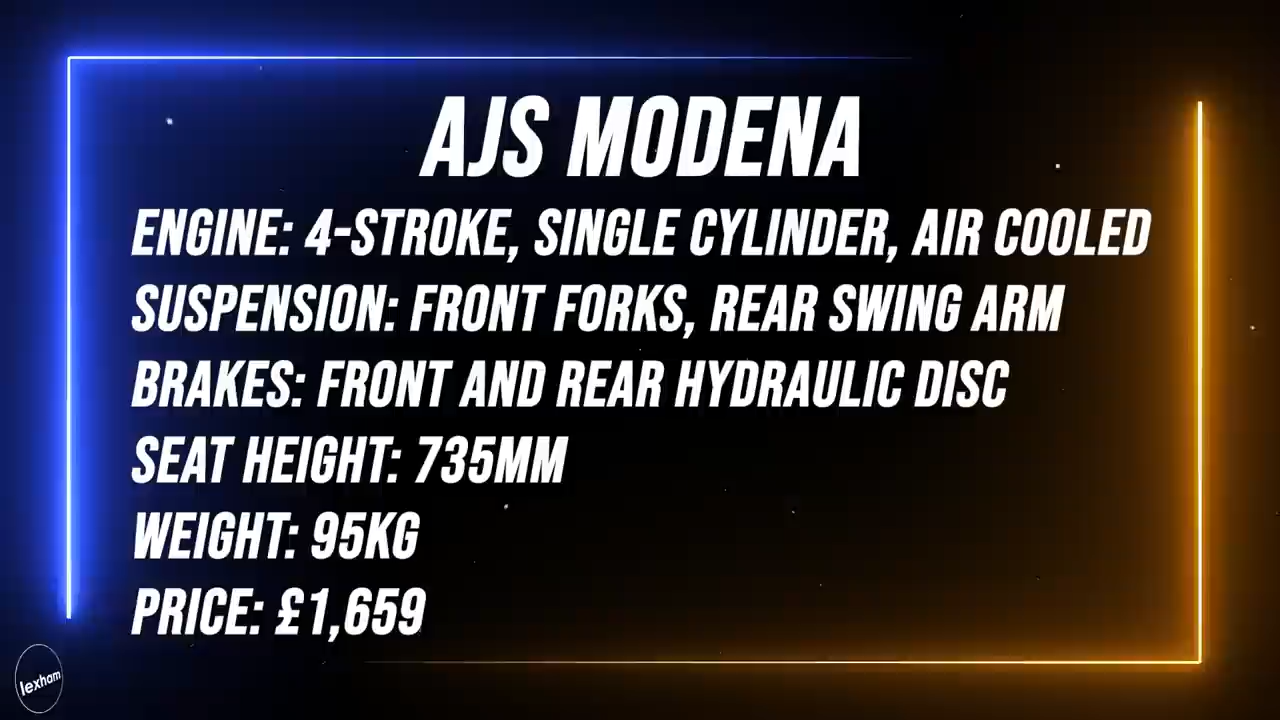 AJS MODENA
ENGINE: 4-STROKE, SINGLE CYLINDER, AIR COOLED
SUSPENSION: FRONT FORKS, REAR SWING ARM
BRAKES: FRONT AND REAR HYDRAULIC DISC
SEAT HEIGHT: 735MM
WEIGHT: 95KG
PRICE: £1,659
lexham